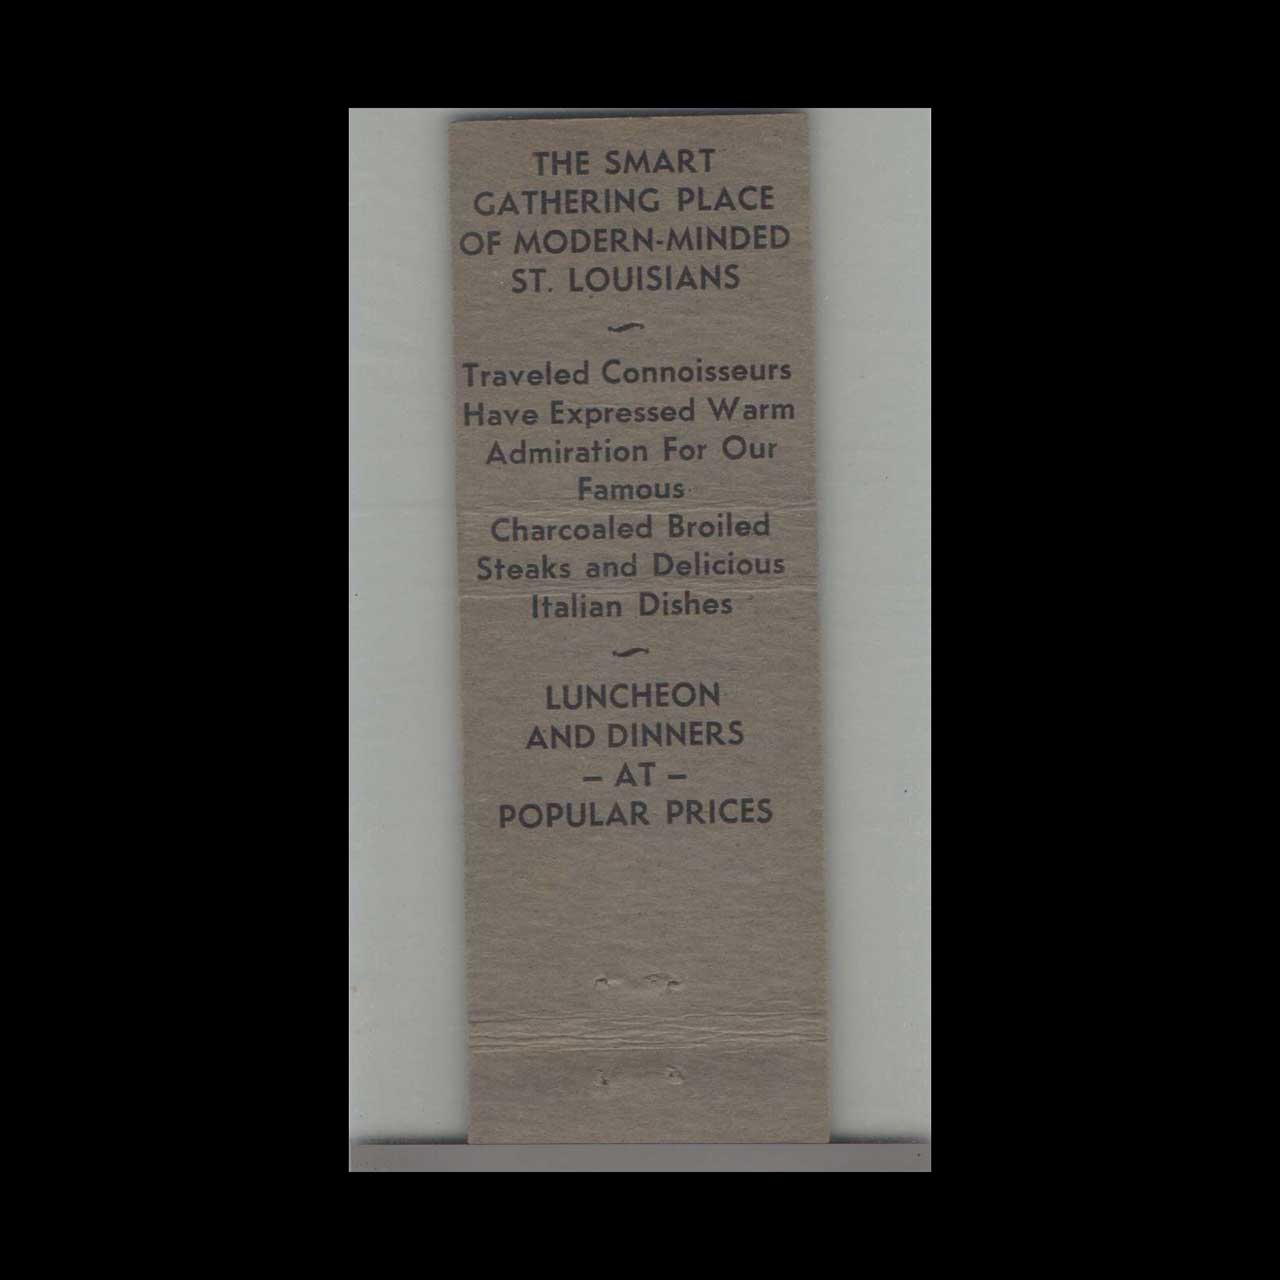 THE SMART
GATHERING PLACE
OF MODERN-MINDED
ST. LOUISIANS
Traveled Connoisseurs
Have Expressed Warm
Admiration For Our
Famous
Charcoaled Broiled
Steaks and Delicious
Italian Dishes
LUNCHEON
AND DINNERS
– AT –
POPULAR PRICES